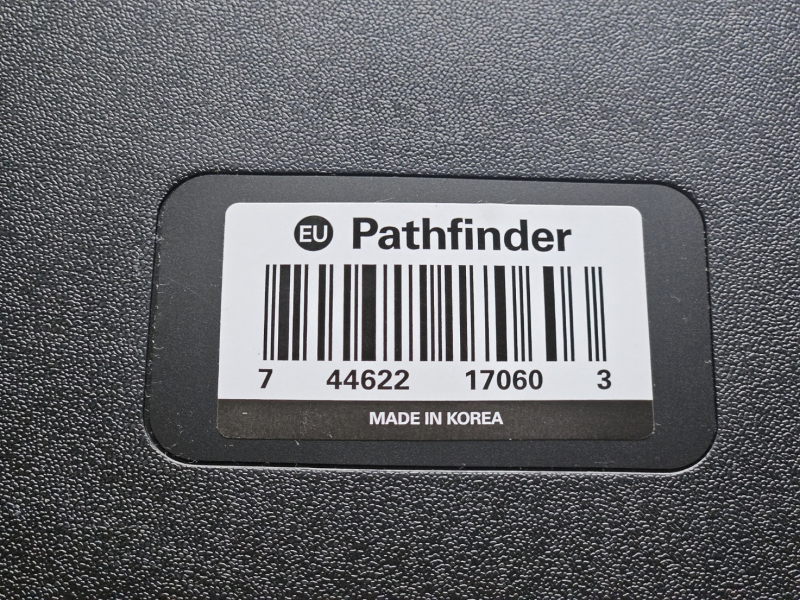 EU Pathfinder
7 44622 17060 3
MADE IN KOREA